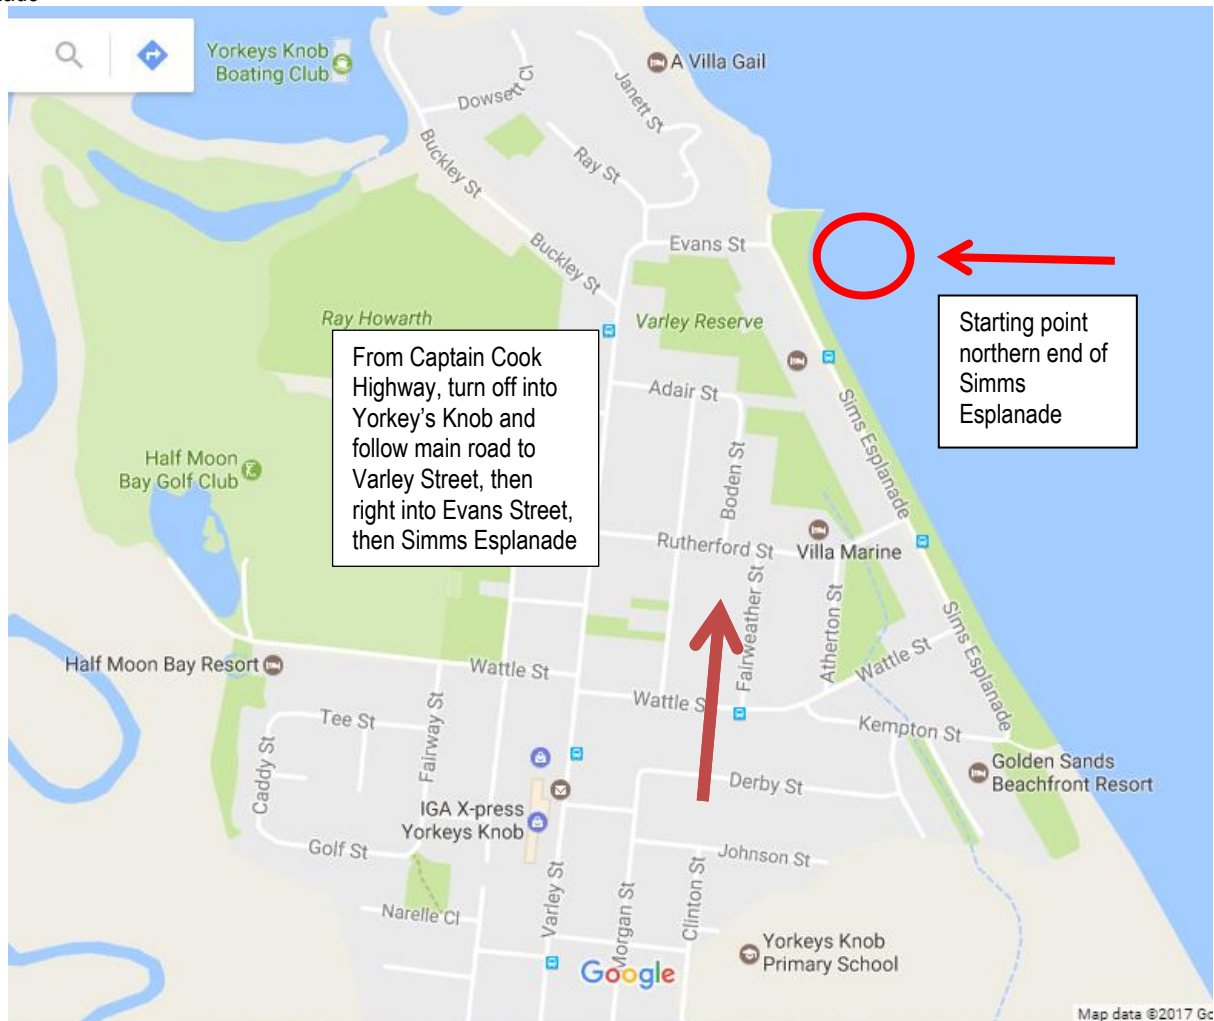 Yorkeys Knob
Boating Club
A Villa Gail
Dowsett Cl
Janett St
Buckley St
Ray St
Buckley St
Evans St
Ray Howarth
Varley Reserve
From Captain Cook
Highway, turn off into
Yorkey’s Knob and
follow main road to
Varley Street, then
right into Evans Street,
then Simms Esplanade
Starting point
northern end of
Simms
Esplanade
Adair St
Sims Esplanade
Half Moon
Bay Golf Club
Boden St
Rutherford St
Villa Marine
Fairweather St
Atherton St
Sims Esplanade
Half Moon Bay Resort
Wattle St
Wattle St
Wattle S
Tee St
Fairway St
Caddy St
Kempton St
Golden Sands
Beachfront Resort
Derby St
IGA X-press
Yorkeys Knob
Golf St
Johnson St
Varley St
Morgan St
Clinton St
Narelle Cl
Yorkeys Knob
Primary School
Google
Map data ©2017 Go